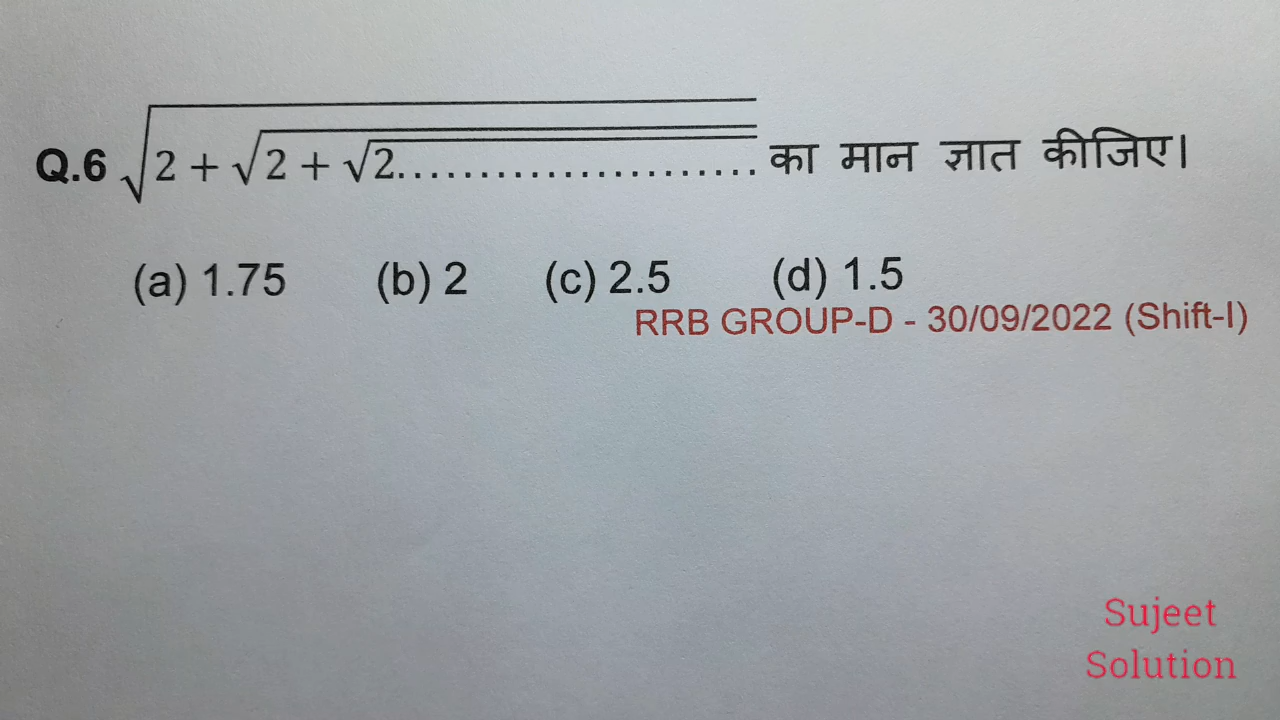 Q.6 √2 + √2 + √2....................... का मान ज्ञात कीजिए।
(a) 1.75 (b) 2 (c) 2.5 (d) 1.5
RRB GROUP-D - 30/09/2022 (Shift-I)
Sujeet
Solution